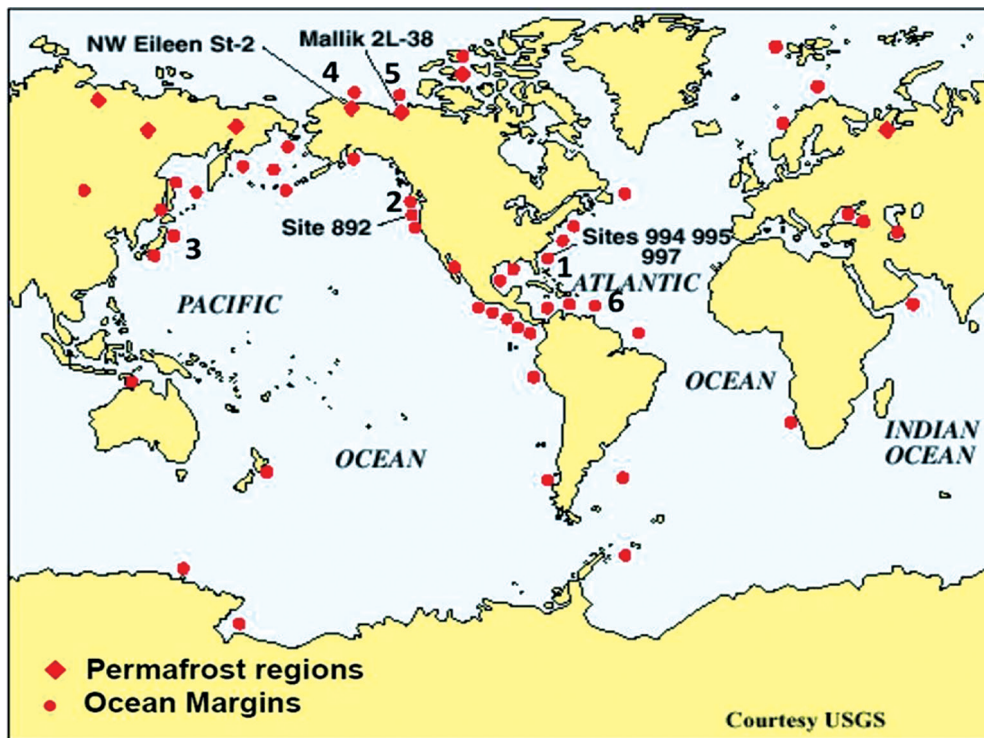 NW Eileen St-2
Mallik 2L-38
4
5
2
Site 892
3
Sites 994 995
997
1
ATLANTIC
6
PACIFIC
OCEAN
INDIAN
OCEAN
OCEAN
Permafrost regions
Ocean Margins
Courtesy USGS